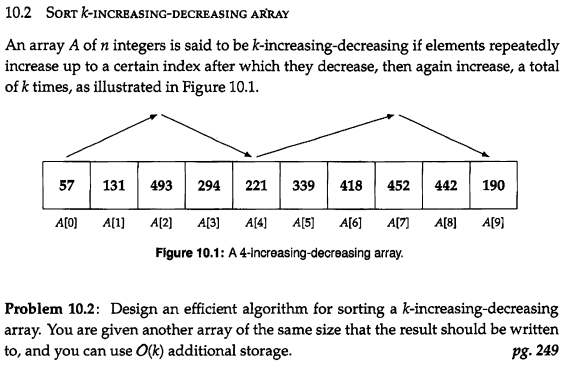 10.2 SORT k-INCREASING-DECREASING ARRAY
An array A of n integers is said to be k-increasing-decreasing if elements repeatedly
increase up to a certain index after which they decrease, then again increase, a total
of k times, as illustrated in Figure 10.1.
57 131 493 294 221 339 418 452 442 190
A[0] A[1] A[2] A[3] A[4] A[5] A[6] A[7] A[8] A[9]
Figure 10.1: A 4-increasing-decreasing array.
Problem 10.2: Design an efficient algorithm for sorting a k-increasing-decreasing
array. You are given another array of the same size that the result should be written
to, and you can use O(k) additional storage. pg. 249